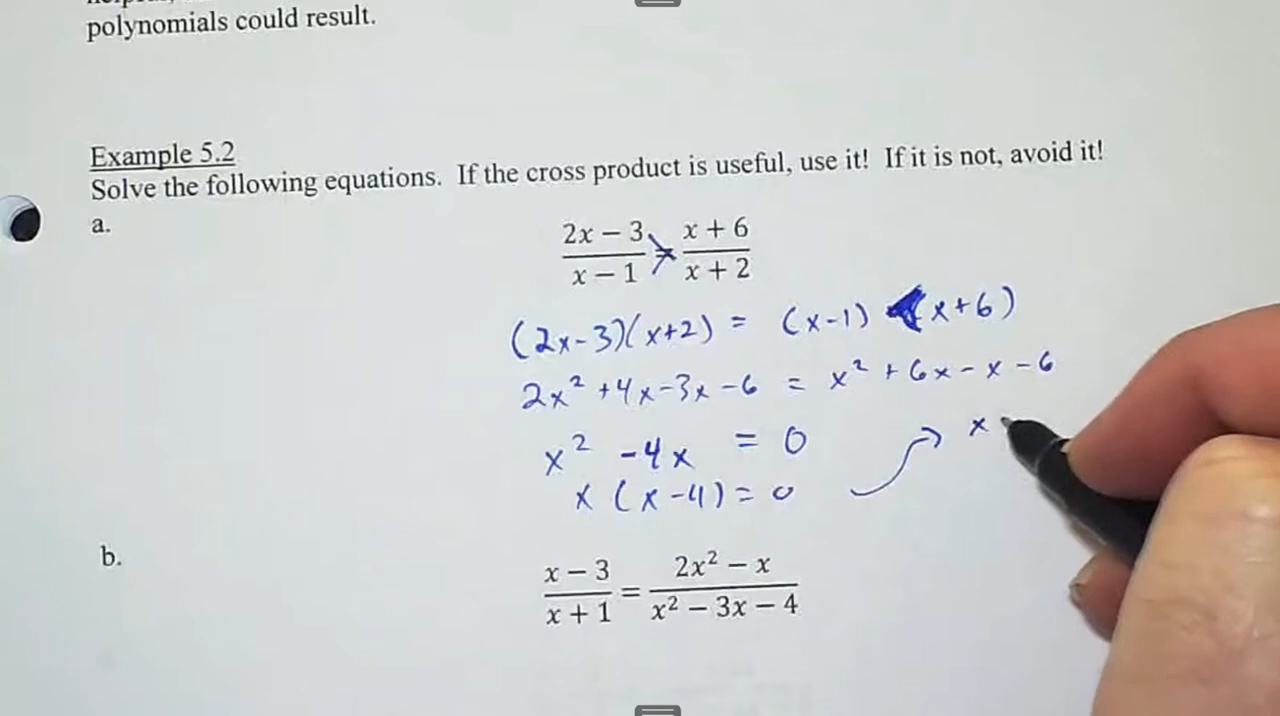 polynomials could result.
Example 5.2
Solve the following equations. If the cross product is useful, use it! If it is not, avoid it!
a.
2x − 3 x + 6
x − 1 x + 2
(2x-3)(x+2) = (x-1) (x+6)
2x² +4x-3x -6 = x² + 6x - x - 6
x² -4x = 0
x (x-4) = 0
x
b.
x − 3 = 2x² − x
x + 1 x² − 3x − 4